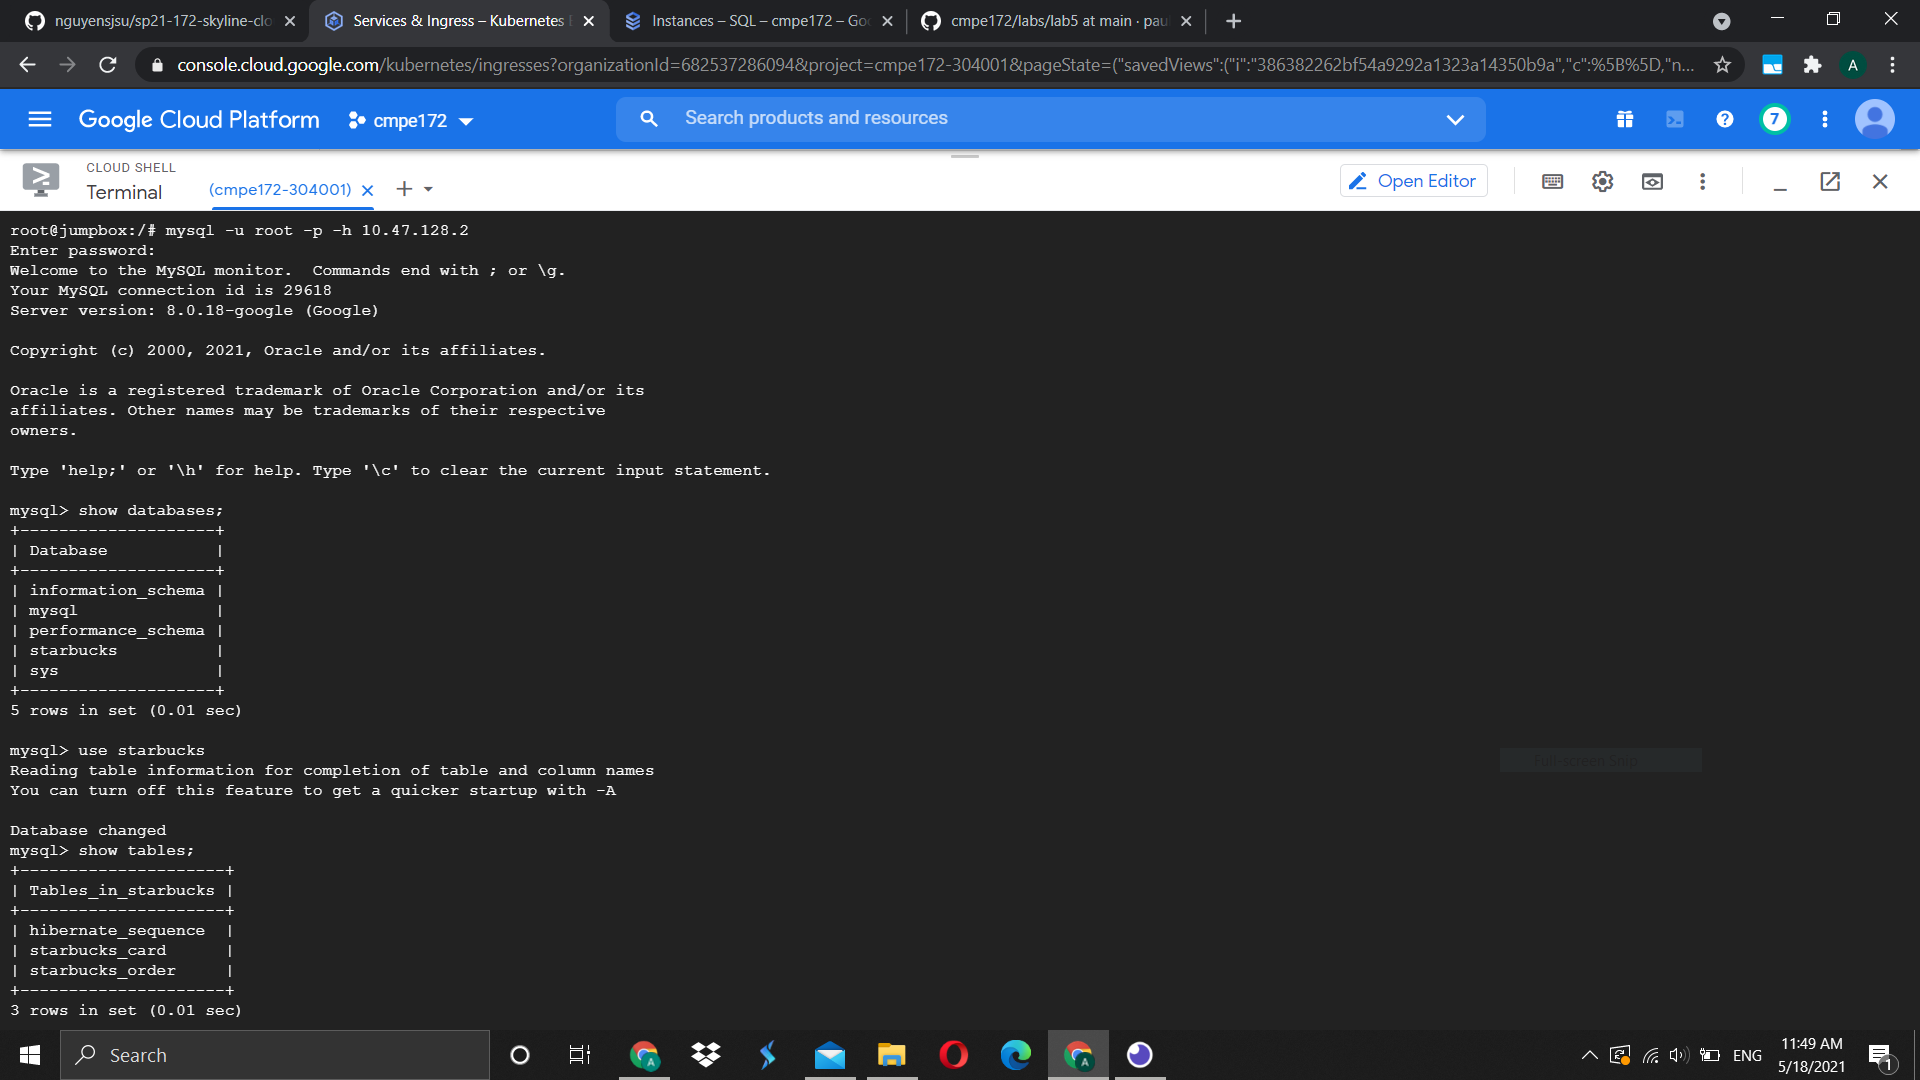 nguyensjsu/sp21-172-skyline-clo
Services & Ingress – Kubernetes
Instances – SQL – cmpe172 – Goo
cmpe172/labs/lab5 at main · pau
console.cloud.google.com/kubernetes/ingresses?organizationId=682537286094&project=cmpe172-304001&pageState=("savedViews":("i":"386382262bf54a9292a1323a14350b9a","c":%5B%5D,"n...
A
Google Cloud Platform
cmpe172
Search products and resources
7
CLOUD SHELL
Terminal
(cmpe172-304001)
Open Editor
root@jumpbox:/# mysql -u root -p -h 10.47.128.2
Enter password:
Welcome to the MySQL monitor.  Commands end with ; or \g.
Your MySQL connection id is 29618
Server version: 8.0.18-google (Google)
Copyright (c) 2000, 2021, Oracle and/or its affiliates.
Oracle is a registered trademark of Oracle Corporation and/or its
affiliates. Other names may be trademarks of their respective
owners.
Type 'help;' or '\h' for help. Type '\c' to clear the current input statement.
mysql> show databases;
+--------------------+
| Database           |
+--------------------+
| information_schema |
| mysql              |
| performance_schema |
| starbucks          |
| sys                |
+--------------------+
5 rows in set (0.01 sec)
mysql> use starbucks
Reading table information for completion of table and column names
You can turn off this feature to get a quicker startup with -A
Full-screen Snip
Database changed
mysql> show tables;
+---------------------+
| Tables_in_starbucks |
+---------------------+
| hibernate_sequence  |
| starbucks_card      |
| starbucks_order     |
+---------------------+
3 rows in set (0.01 sec)
Search
ENG
11:49 AM
5/18/2021
1